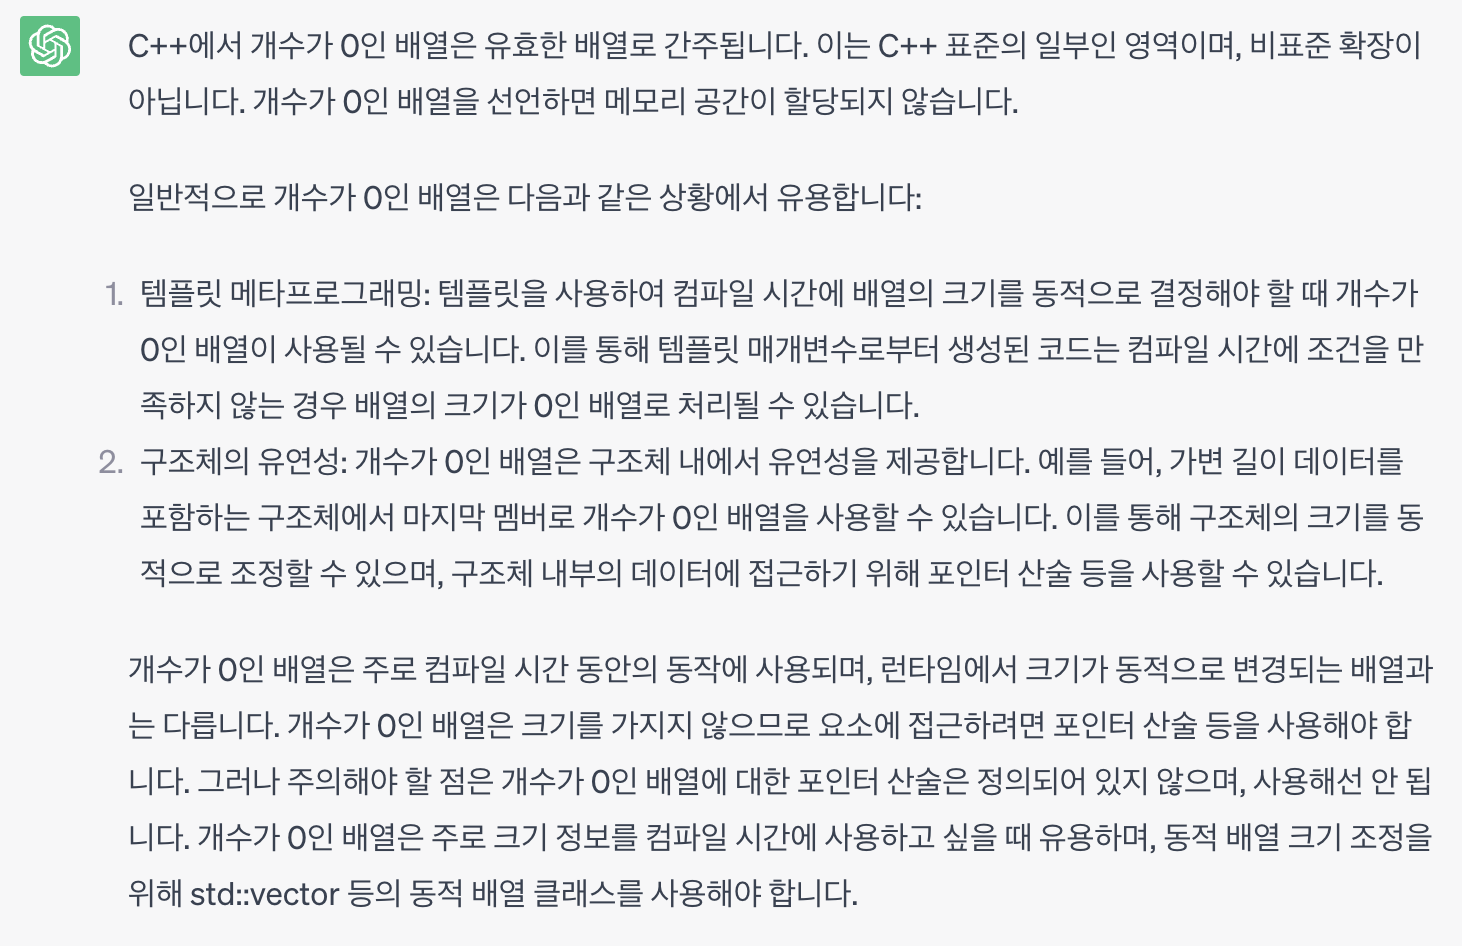 C++에서 개수가 0인 배열은 유효한 배열로 간주됩니다. 이는 C++ 표준의 일부인 영역이며, 비표준 확장이
아닙니다. 개수가 0인 배열을 선언하면 메모리 공간이 할당되지 않습니다.
일반적으로 개수가 0인 배열은 다음과 같은 상황에서 유용합니다:
1. 템플릿 메타프로그래밍: 템플릿을 사용하여 컴파일 시간에 배열의 크기를 동적으로 결정해야 할 때 개수가
0인 배열이 사용될 수 있습니다. 이를 통해 템플릿 매개변수로부터 생성된 코드는 컴파일 시간에 조건을 만
족하지 않는 경우 배열의 크기가 0인 배열로 처리될 수 있습니다.
2. 구조체의 유연성: 개수가 0인 배열은 구조체 내에서 유연성을 제공합니다. 예를 들어, 가변 길이 데이터를
포함하는 구조체에서 마지막 멤버로 개수가 0인 배열을 사용할 수 있습니다. 이를 통해 구조체의 크기를 동
적으로 조정할 수 있으며, 구조체 내부의 데이터에 접근하기 위해 포인터 산술 등을 사용할 수 있습니다.
개수가 0인 배열은 주로 컴파일 시간 동안의 동작에 사용되며, 런타임에서 크기가 동적으로 변경되는 배열과
는 다릅니다. 개수가 0인 배열은 크기를 가지지 않으므로 요소에 접근하려면 포인터 산술 등을 사용해야 합
니다. 그러나 주의해야 할 점은 개수가 0인 배열에 대한 포인터 산술은 정의되어 있지 않으며, 사용해선 안 됩
니다. 개수가 0인 배열은 주로 크기 정보를 컴파일 시간에 사용하고 싶을 때 유용하며, 동적 배열 크기 조정을
위해 std::vector 등의 동적 배열 클래스를 사용해야 합니다.